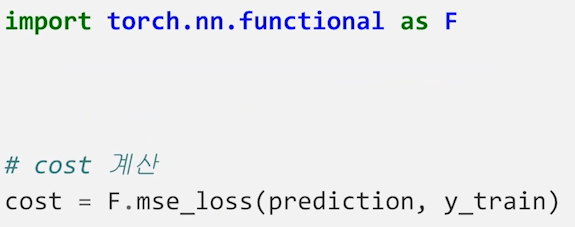 import torch.nn.functional as F
# cost 계산
cost = F.mse_loss(prediction, y_train)